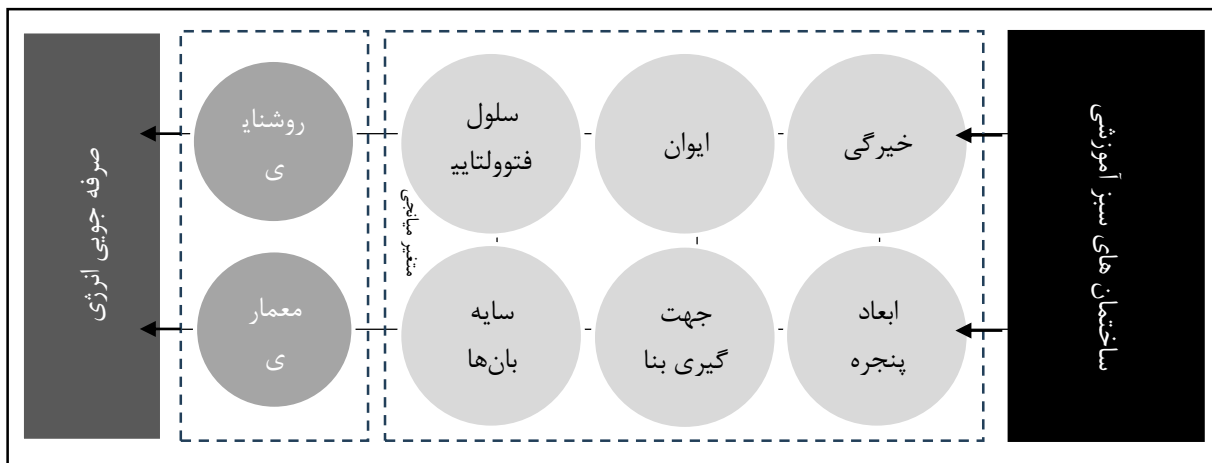 ساختمان های سبز آموزشی
خیرگی
ایوان
سلول
فتوولتایی
ابعاد
پنجره
جهت
گیری بنا
سایه
بان‌ها
متغیر میانجی
روشنای
ی
معمار
ی
صرفه جویی انرژی